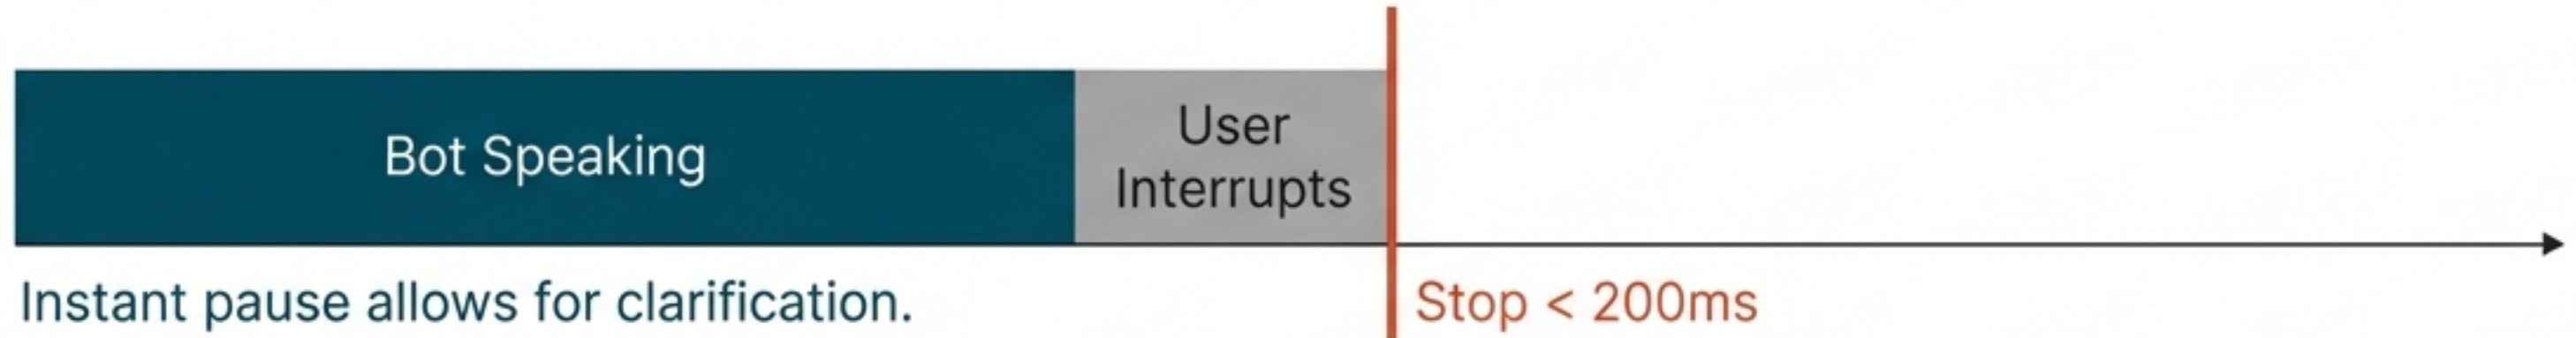 Bot Speaking
User
Interrupts
Instant pause allows for clarification.
Stop < 200ms